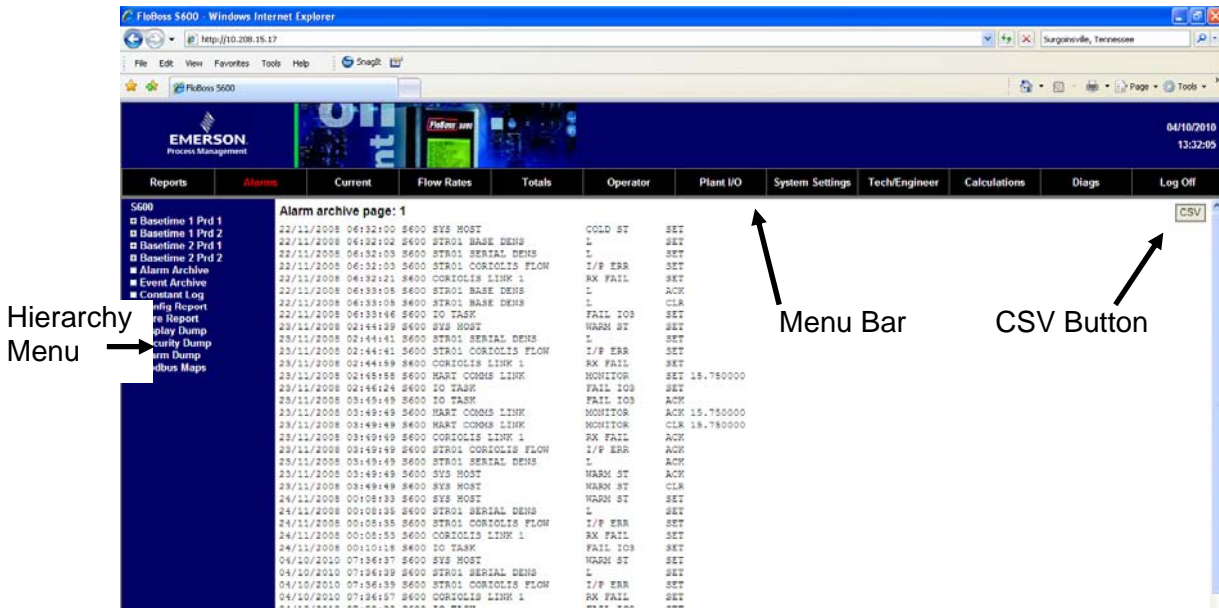 FloBoss S600 - Windows Internet Explorer
http://10.208.15.17
Surgoinsville, Tennessee
File Edit View Favorites Tools Help SnagIt
FloBoss S600
Page Tools
EMERSON
Process Management
FloBoss S600
04/10/2010
13:32:05
Reports Alarms Current Flow Rates Totals Operator Plant I/O System Settings Tech/Engineer Calculations Diags Log Off
S600
Basetime 1 Prd 1
Basetime 1 Prd 2
Basetime 2 Prd 1
Basetime 2 Prd 2
Alarm Archive
Event Archive
Constant Log
nfig Report
re Report
splay Dump
curity Dump
rm Dump
dbus Maps
Hierarchy
Menu
Alarm archive page: 1
CSV
22/11/2008 06:32:00 S600 SYS HOST COLD ST SET
22/11/2008 06:32:02 S600 STR01 BASE DENS L SET
22/11/2008 06:32:03 S600 STR01 SERIAL DENS L SET
22/11/2008 06:32:03 S600 STR01 CORIOLIS FLOW I/P ERR SET
22/11/2008 06:32:21 S600 CORIOLIS LINK 1 RX FAIL SET
22/11/2008 06:33:05 S600 STR01 BASE DENS L ACK
22/11/2008 06:33:05 S600 STR01 BASE DENS L CLR
22/11/2008 06:33:46 S600 IO TASK FAIL IO3 SET
23/11/2008 02:44:39 S600 SYS HOST WARM ST SET
23/11/2008 02:44:41 S600 STR01 SERIAL DENS L SET
23/11/2008 02:44:41 S600 STR01 CORIOLIS FLOW I/P ERR SET
23/11/2008 02:44:59 S600 CORIOLIS LINK 1 RX FAIL SET
23/11/2008 02:45:58 S600 HART COMMS LINK MONITOR SET 15.750000
23/11/2008 02:46:24 S600 IO TASK FAIL IO3 SET
23/11/2008 03:49:49 S600 IO TASK FAIL IO3 ACK
23/11/2008 03:49:49 S600 HART COMMS LINK MONITOR ACK 15.750000
23/11/2008 03:49:49 S600 HART COMMS LINK MONITOR CLR 15.750000
23/11/2008 03:49:49 S600 CORIOLIS LINK 1 RX FAIL ACK
23/11/2008 03:49:49 S600 STR01 CORIOLIS FLOW I/P ERR ACK
23/11/2008 03:49:49 S600 STR01 SERIAL DENS L ACK
23/11/2008 03:49:49 S600 SYS HOST WARM ST ACK
23/11/2008 03:49:49 S600 SYS HOST WARM ST CLR
24/11/2008 00:08:33 S600 SYS HOST WARM ST SET
24/11/2008 00:08:35 S600 STR01 SERIAL DENS L SET
24/11/2008 00:08:35 S600 STR01 CORIOLIS FLOW I/P ERR SET
24/11/2008 00:08:53 S600 CORIOLIS LINK 1 RX FAIL SET
24/11/2008 00:10:18 S600 IO TASK FAIL IO3 SET
04/10/2010 07:36:37 S600 SYS HOST WARM ST SET
04/10/2010 07:36:39 S600 STR01 SERIAL DENS L SET
04/10/2010 07:36:39 S600 STR01 CORIOLIS FLOW I/P ERR SET
04/10/2010 07:36:57 S600 CORIOLIS LINK 1 RX FAIL SET
Menu Bar
CSV Button